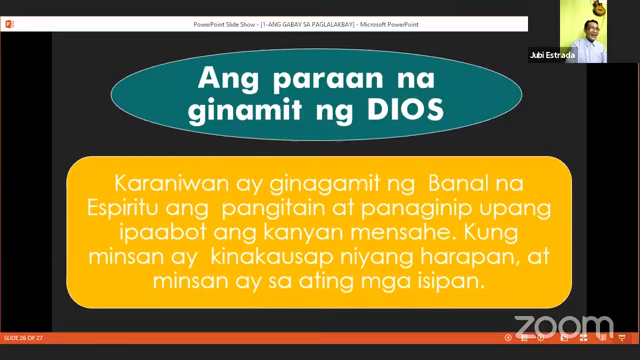 PowerPoint Slide Show - [1-ANG GABAY SA PAGLALAKBAY] - Microsoft PowerPoint
Jubi Estrada
Ang paraan na
ginamit ng DIOS
Karaniwan ay ginagamit ng Banal na
Espiritu ang pangitain at panaginip upang
ipaabot ang kanyan mensahe. Kung
minsan ay kinakausap niyang harapan, at
minsan ay sa ating mga isipan.
SLIDE 26 OF 27
zoom